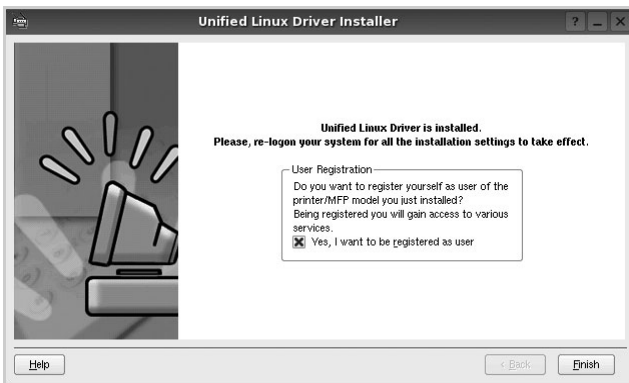 Unified Linux Driver Installer
Unified Linux Driver is installed.
Please, re-logon your system for all the installation settings to take effect.
User Registration
Do you want to register yourself as user of the
printer/MFP model you just installed?
Being registered you will gain access to various
services.
Yes, I want to be registered as user
Help
< Back
Finish